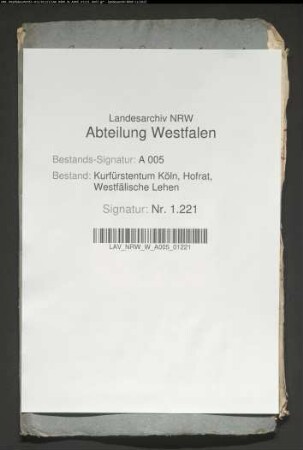 Landesarchiv NRW
Abteilung Westfalen
Bestands-Signatur: A 005
Bestand: Kurfürstentum Köln, Hofrat,
Westfälische Lehen
Signatur: Nr. 1.221
LAV_NRW_W_A005_01221